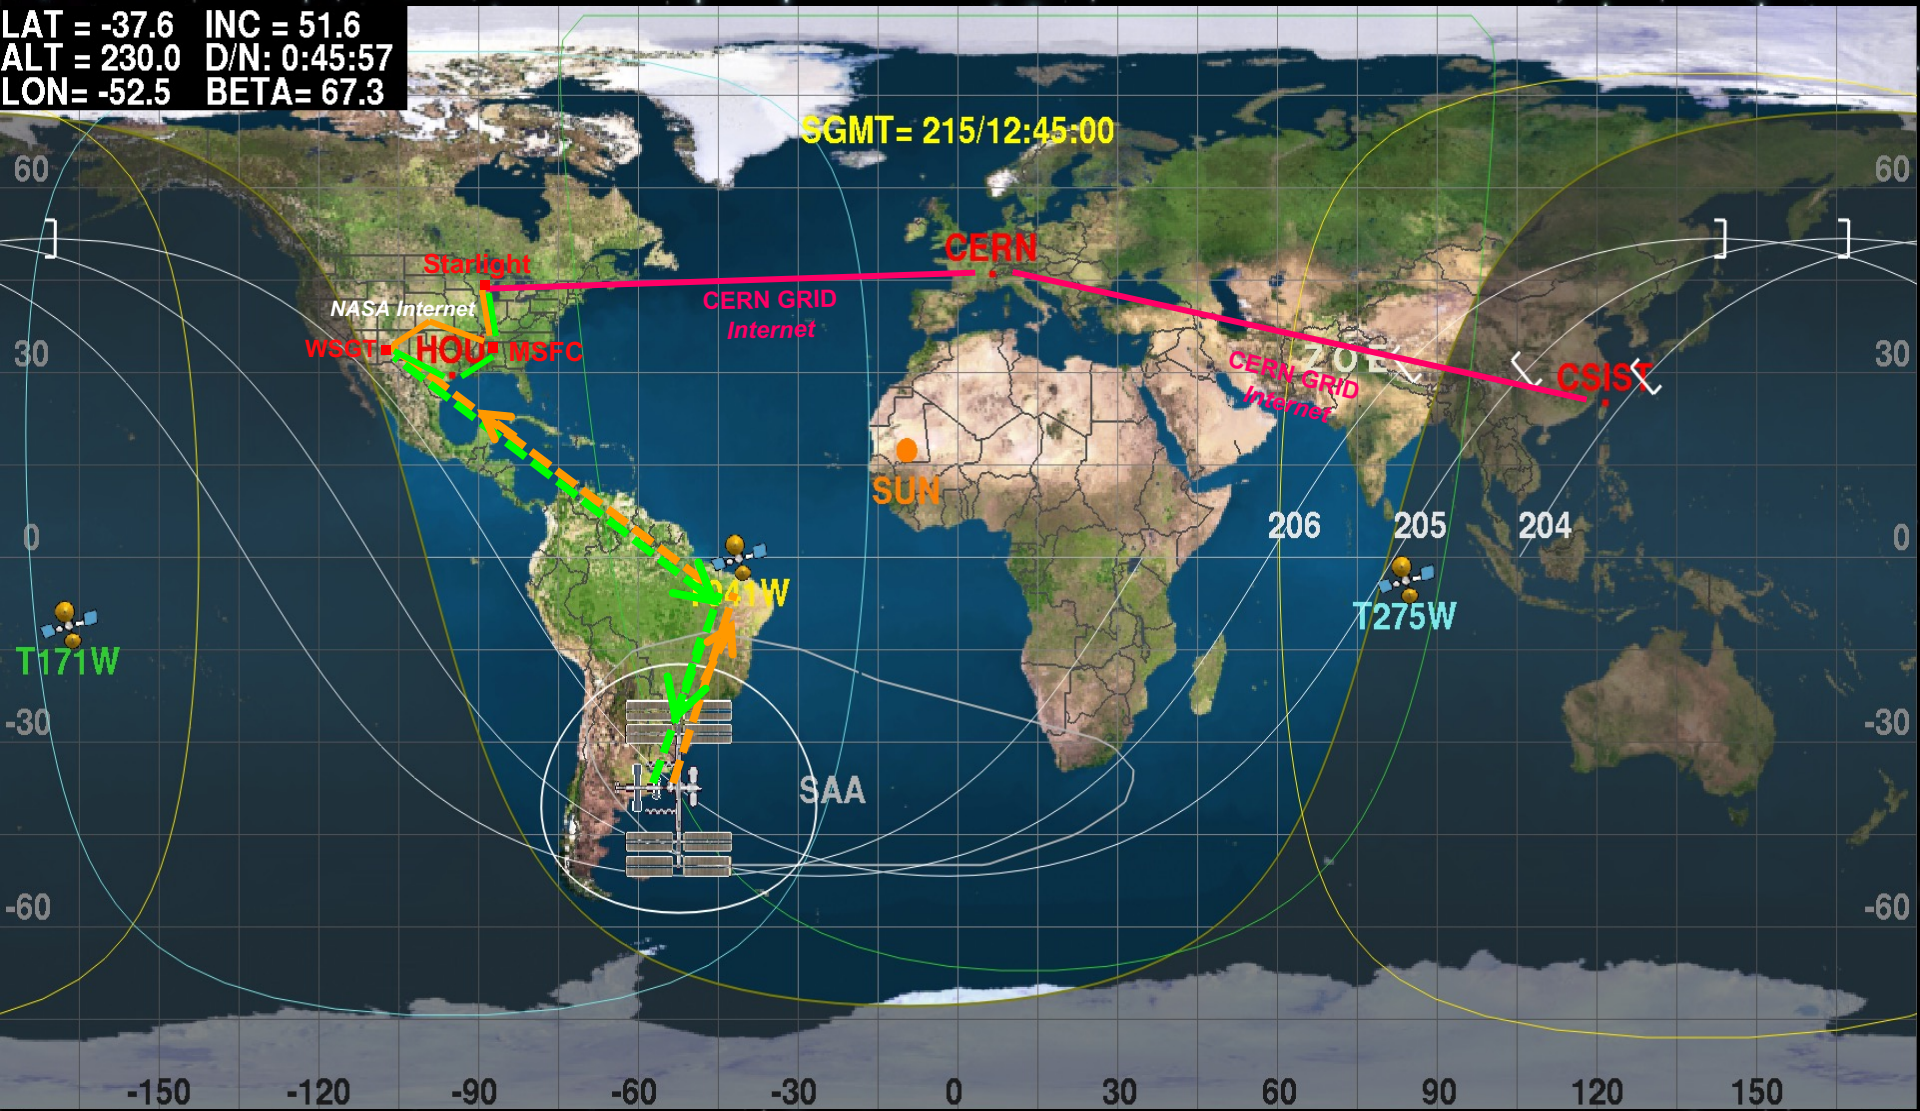 LAT = -37.6 INC = 51.6
ALT = 230.0 D/N: 0:45:57
LON= -52.5 BETA= 67.3
SGMT= 215/12:45:00
60 60
CERN
Starlight
CERN GRID
Internet
NASA Internet
WSGT HOU MSFC
30 ZOE 30
CERN GRID
Internet
CSIST
SUN
0 206 205 204 0
41W
T275W
T171W
-30 -30
SAA
-60 -60
-150 -120 -90 -60 -30 0 30 60 90 120 150